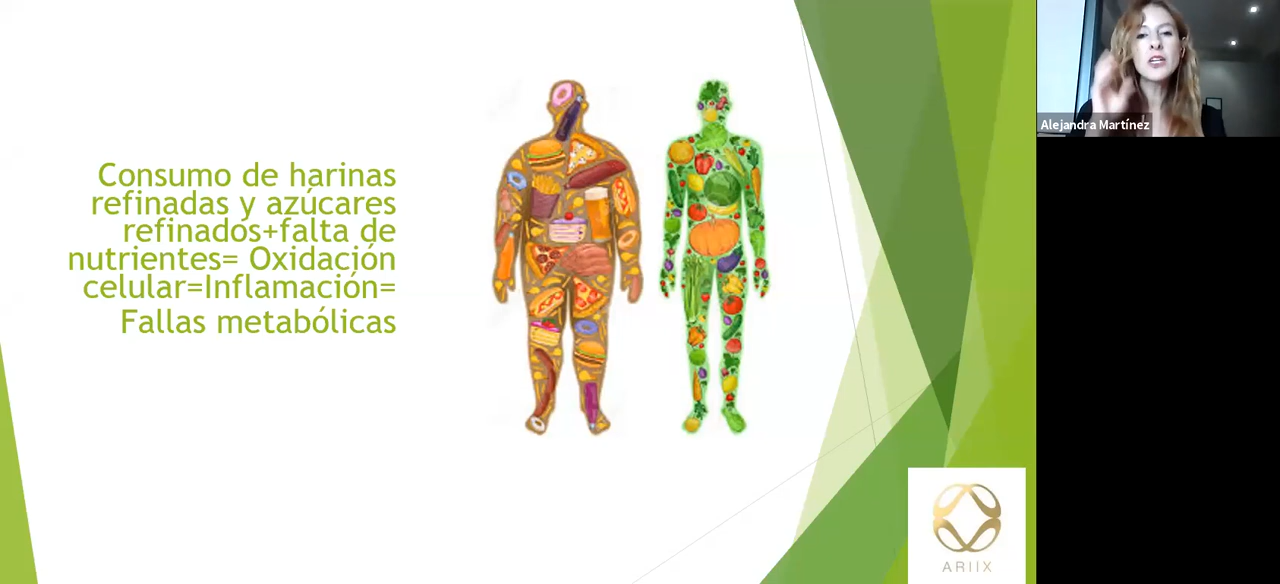 Consumo de harinas
refinadas y azúcares
refinados+falta de
nutrientes= Oxidación
celular=Inflamación=
Fallas metabólicas
Alejandra Martínez
ARIIX